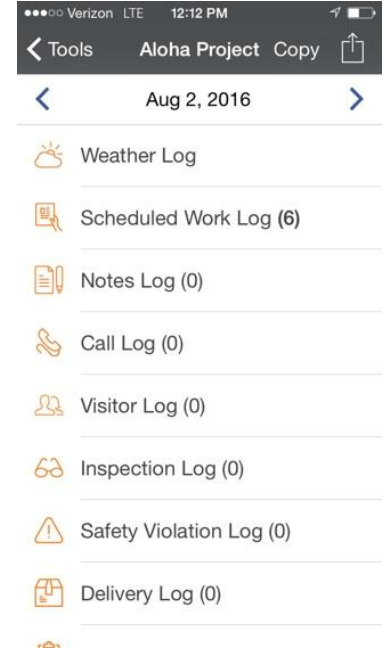 Verizon LTE 12:12 PM
Tools Aloha Project Copy
Aug 2, 2016
Weather Log
Scheduled Work Log (6)
Notes Log (0)
Call Log (0)
Visitor Log (0)
Inspection Log (0)
Safety Violation Log (0)
Delivery Log (0)